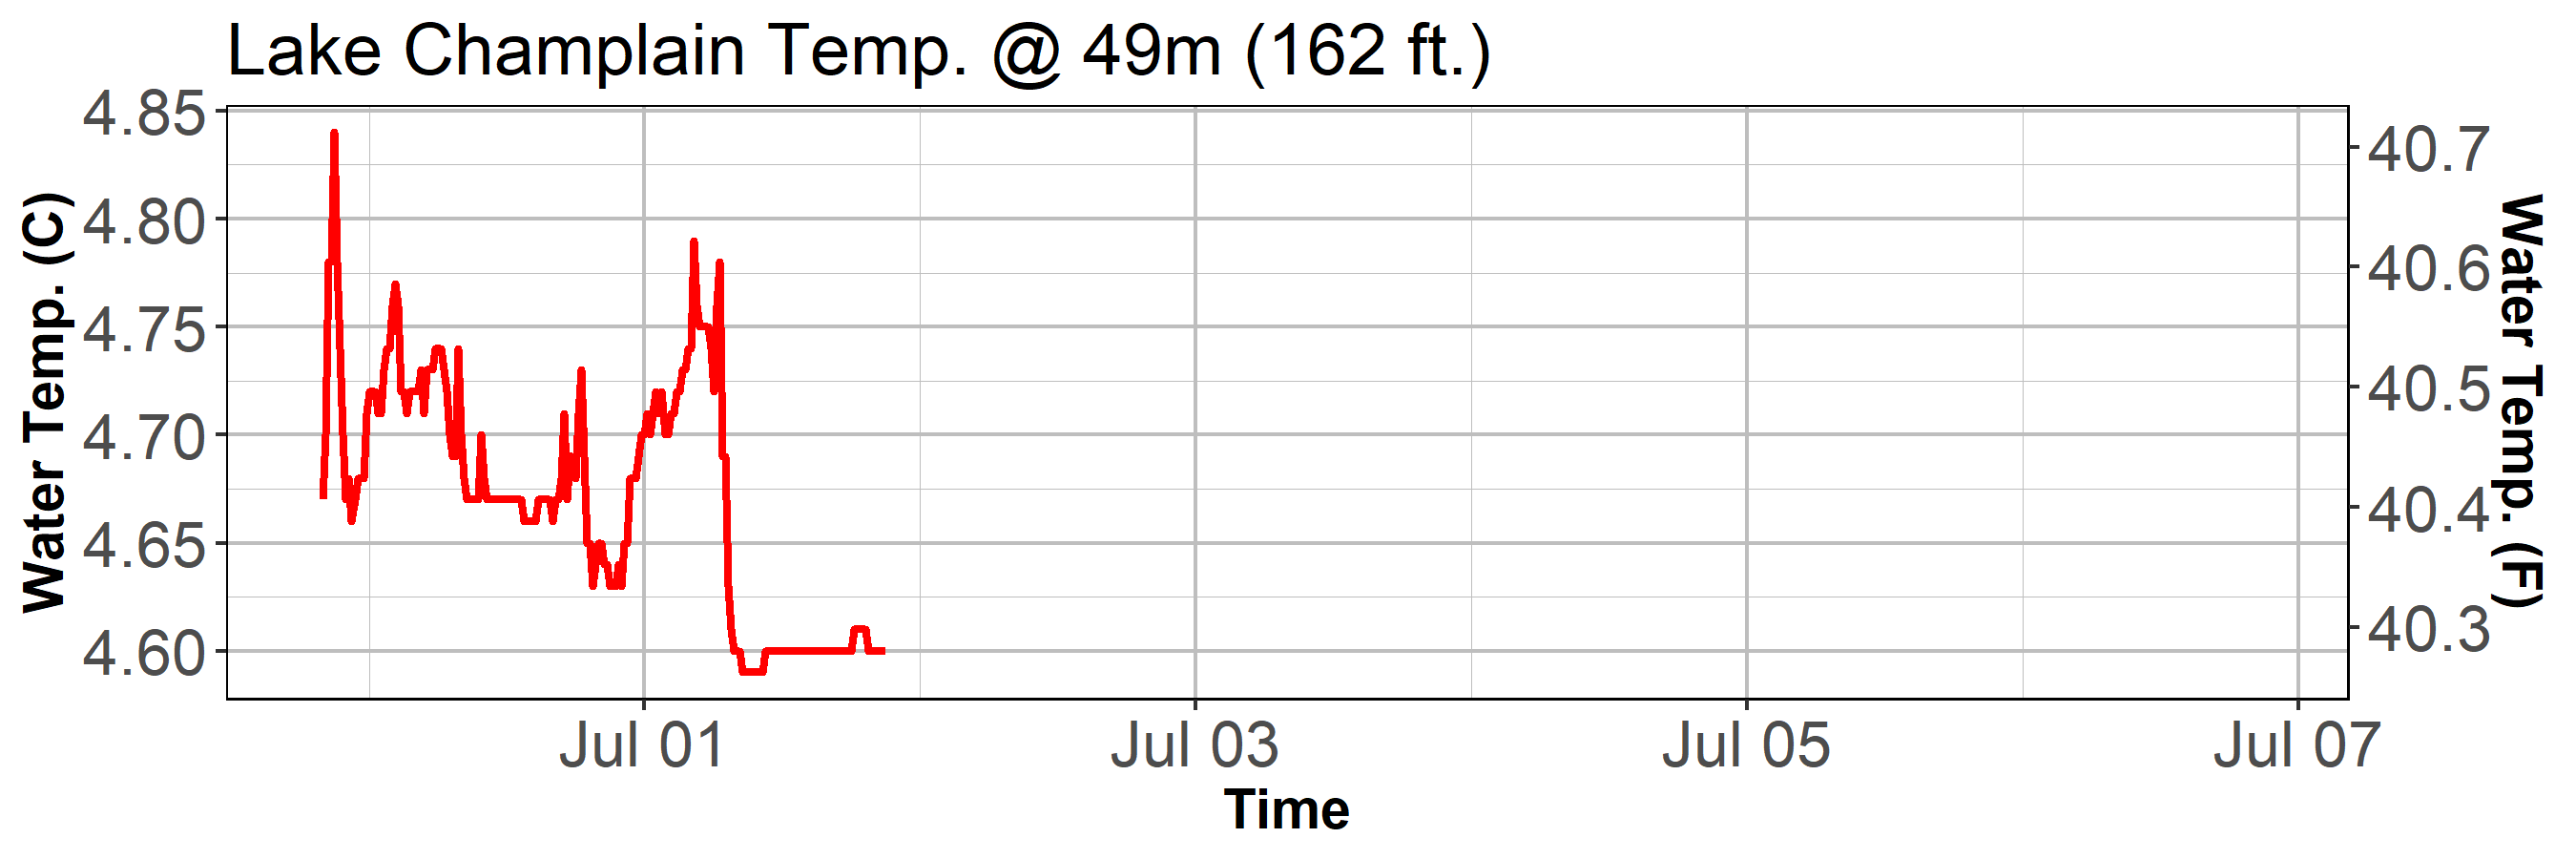 Lake Champlain Temp. @ 49m (162 ft.)
Water Temp. (C)
4.85
4.80
4.75
4.70
4.65
4.60
40.7
40.6
40.5
40.4
40.3
Water Temp. (F)
Jul 01 Jul 03 Jul 05 Jul 07
Time